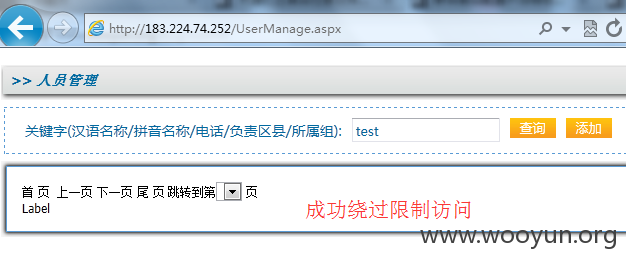 http://183.224.74.252/UserManage.aspx
>> 人员管理
关键字(汉语名称/拼音名称/电话/负责区县/所属组): test 查询 添加
首 页 上一页 下一页 尾 页 跳转到第 页
Label
成功绕过限制访问
www.wooyun.org